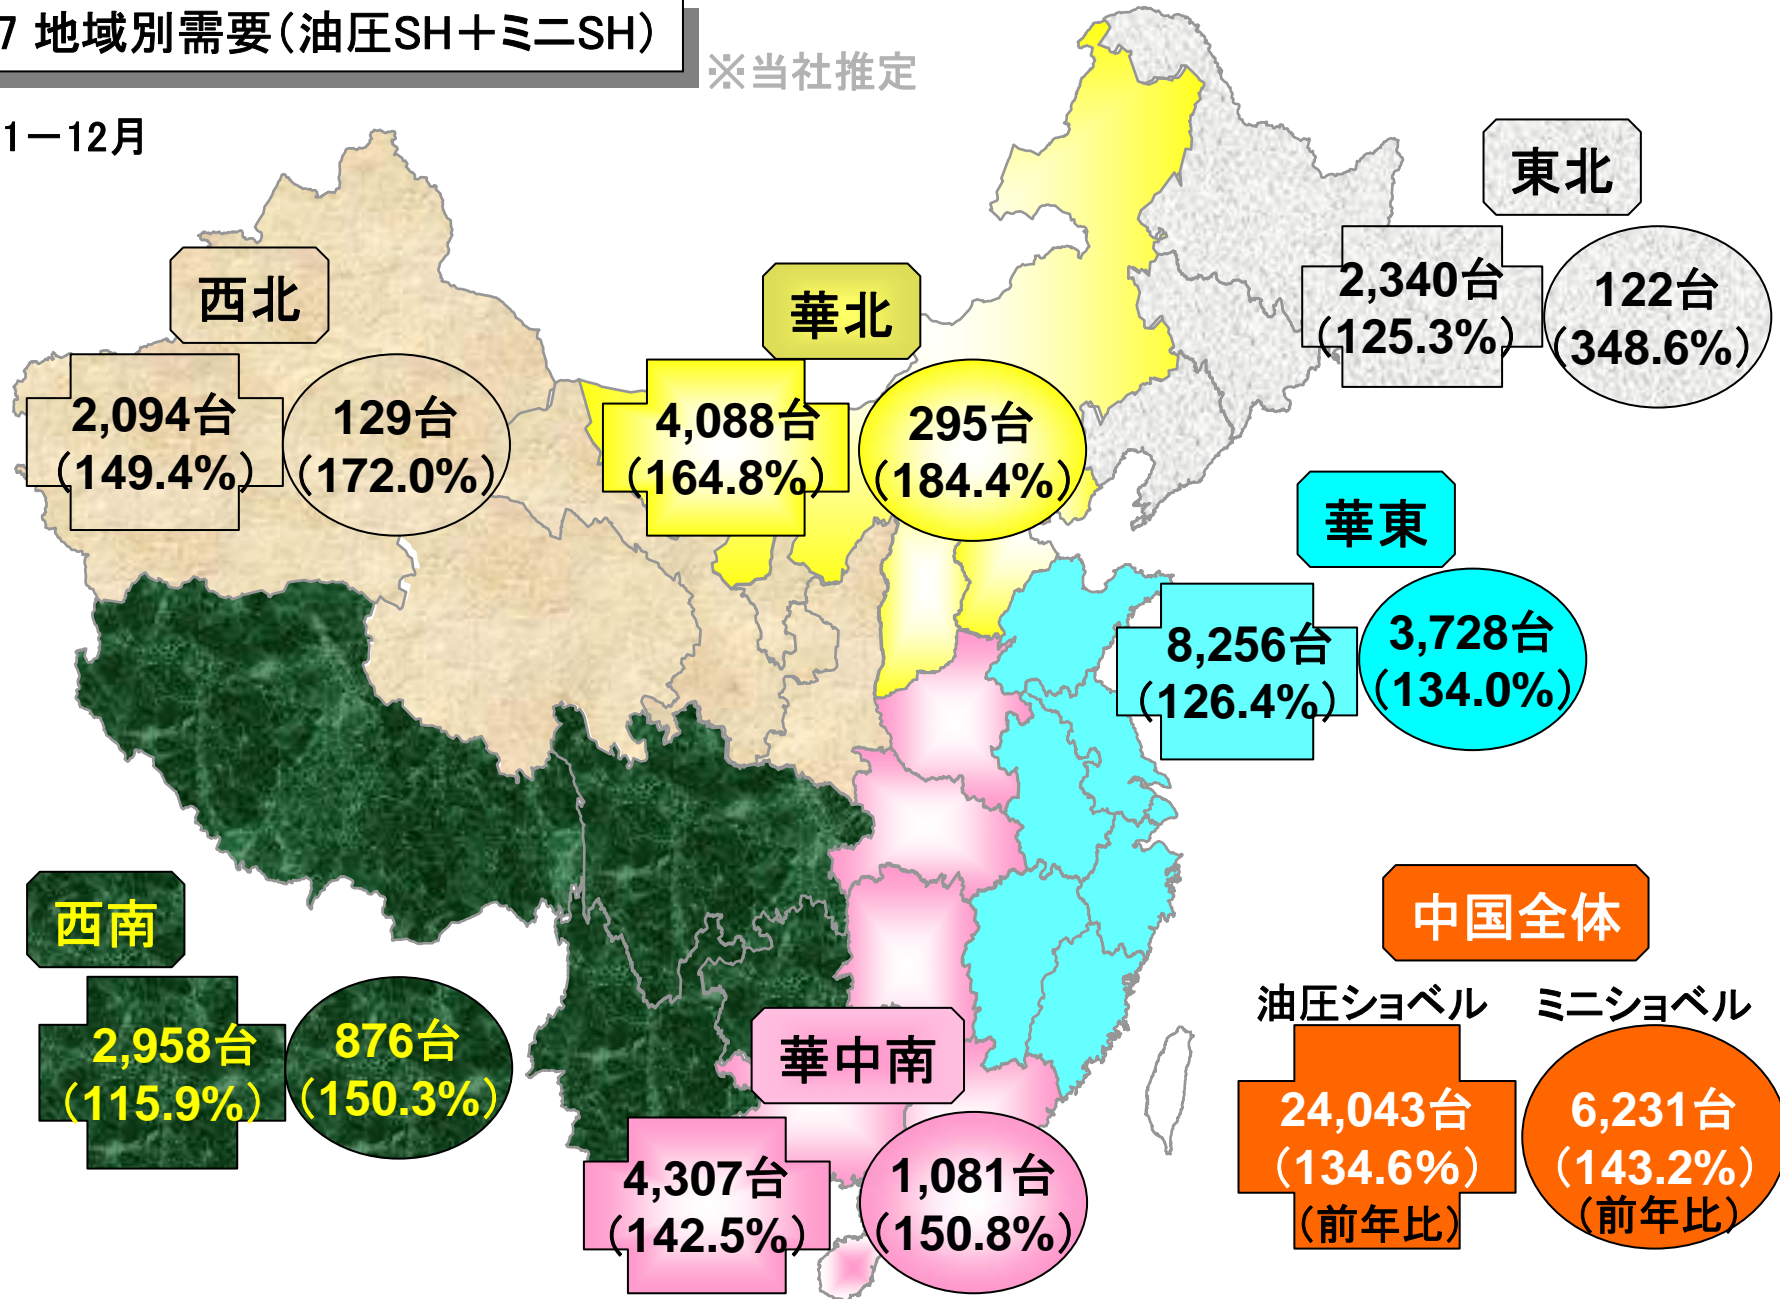 7 地域別需要(油圧SH+ミニSH)
※当社推定
1-12月
東北
2,340台
(125.3%)
122台
(348.6%)
西北
2,094台
(149.4%)
129台
(172.0%)
華北
4,088台
(164.8%)
295台
(184.4%)
華東
8,256台
(126.4%)
3,728台
(134.0%)
西南
2,958台
(115.9%)
876台
(150.3%)
華中南
4,307台
(142.5%)
1,081台
(150.8%)
中国全体
油圧ショベル
ミニショベル
24,043台
(134.6%)
(前年比)
6,231台
(143.2%)
(前年比)